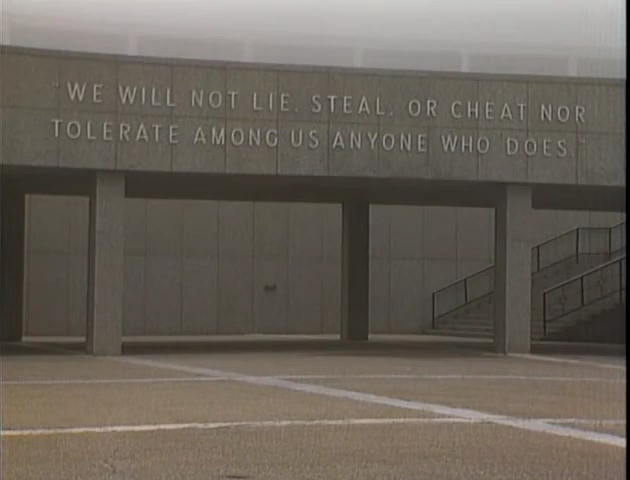 "WE WILL NOT LIE, STEAL, OR CHEAT NOR
TOLERATE AMONG US ANYONE WHO DOES."